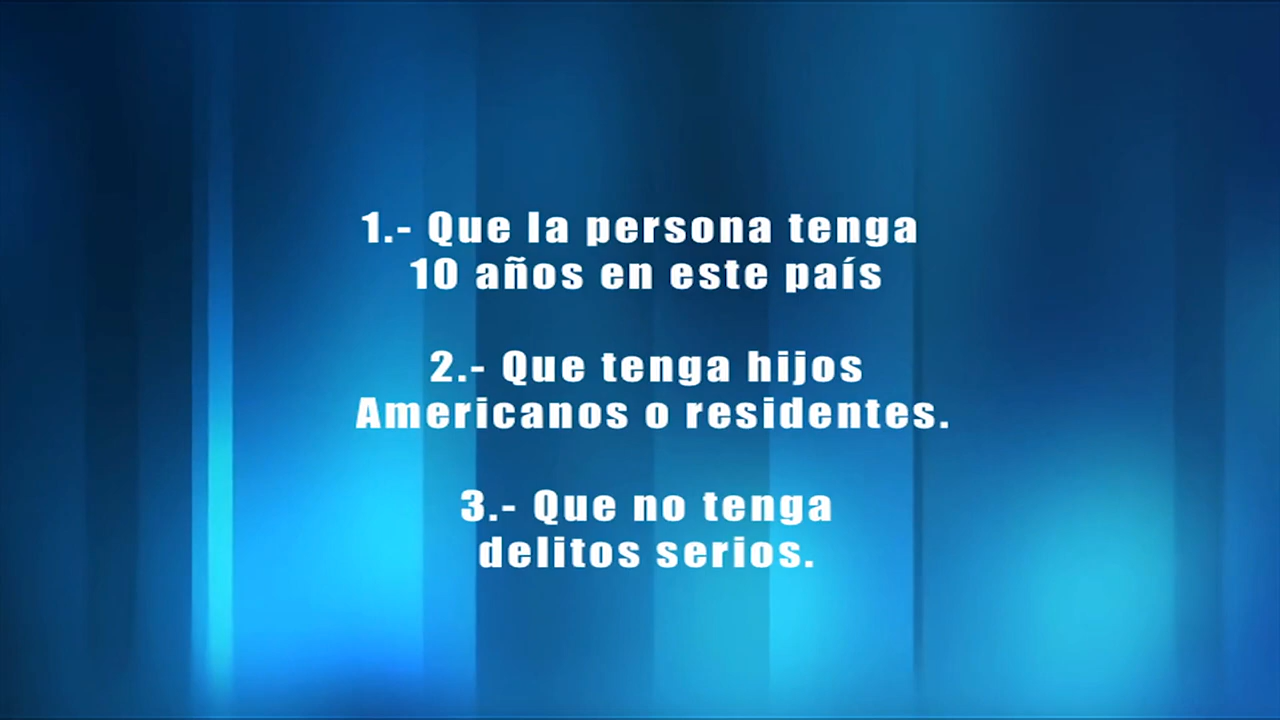 1.- Que la persona tenga
10 años en este país
2.- Que tenga hijos
Americanos o residentes.
3.- Que no tenga
delitos serios.